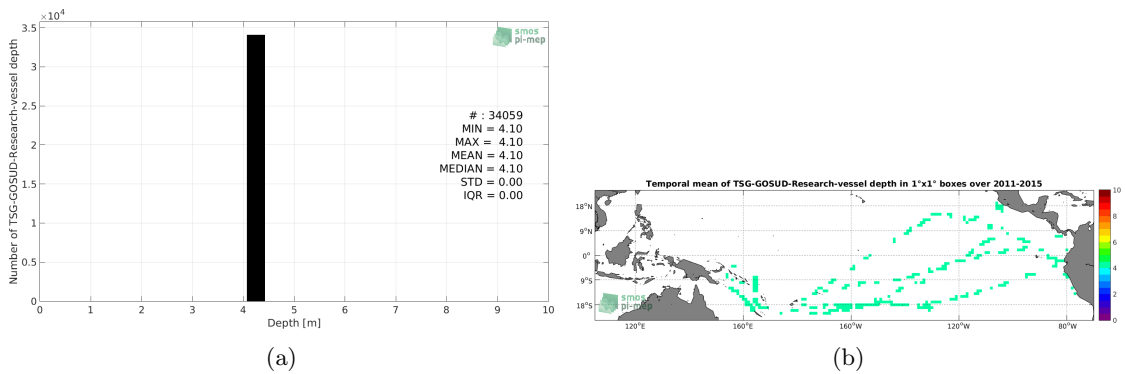 ×10⁴
3.5
3
2.5
2
1.5
1
0.5
0
Number of TSG-GOSUD-Research-vessel depth
smos
pi-mep
# : 34059
MIN = 4.10
MAX = 4.10
MEAN = 4.10
MEDIAN = 4.10
STD = 0.00
IQR = 0.00
0 1 2 3 4 5 6 7 8 9 10
Depth [m]
(a)
Temporal mean of TSG-GOSUD-Research-vessel depth in 1°x1° boxes over 2011-2015
18°N
9°N
0°
9°S
18°S
smos
pi-mep
120°E 160°E 160°W 120°W 80°W
10
8
6
4
2
0
(b)